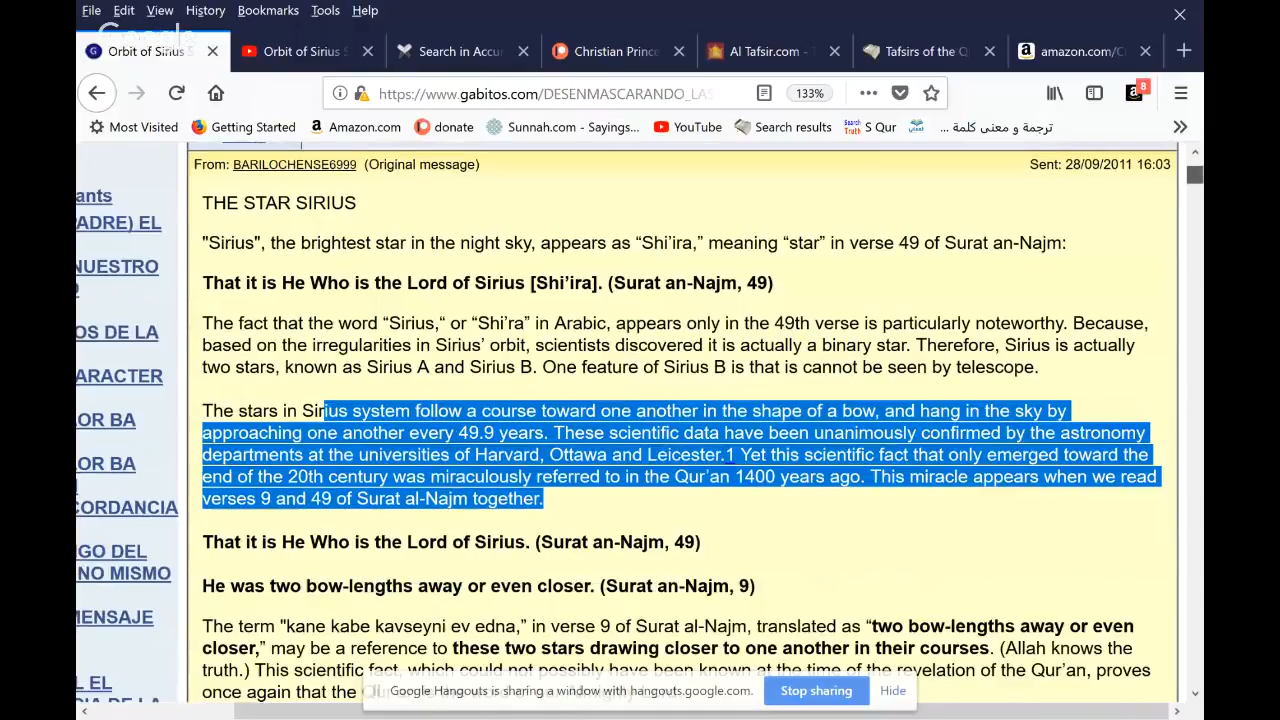 File Edit View History Bookmarks Tools Help
Google
Orbit of Sirius S
Orbit of Sirius S
Search in Accur
Christian Prince
Al Tafsir.com - T
Tafsirs of the Q
amazon.com/C
https://www.gabitos.com/DESENMASCARANDO_LAS
133%
8
Most Visited Getting Started Amazon.com donate Sunnah.com - Sayings... YouTube Search results S Qur ترجمة و معنى كلمة ...
From: BARILOCHENSE6999 (Original message) Sent: 28/09/2011 16:03
ants
PADRE) EL
NUESTRO
OS DE LA
ARACTER
LOR BA
LOR BA
CORDANCIA
GO DEL
NO MISMO
MENSAJE
EL
THE STAR SIRIUS
"Sirius", the brightest star in the night sky, appears as “Shi’ira,” meaning “star” in verse 49 of Surat an-Najm:
That it is He Who is the Lord of Sirius [Shi’ira]. (Surat an-Najm, 49)
The fact that the word “Sirius,“ or “Shi’ra” in Arabic, appears only in the 49th verse is particularly noteworthy. Because,
based on the irregularities in Sirius’ orbit, scientists discovered it is actually a binary star. Therefore, Sirius is actually
two stars, known as Sirius A and Sirius B. One feature of Sirius B is that is cannot be seen by telescope.
The stars in Sirius system follow a course toward one another in the shape of a bow, and hang in the sky by
approaching one another every 49.9 years. These scientific data have been unanimously confirmed by the astronomy
departments at the universities of Harvard, Ottawa and Leicester.1 Yet this scientific fact that only emerged toward the
end of the 20th century was miraculously referred to in the Qur’an 1400 years ago. This miracle appears when we read
verses 9 and 49 of Surat al-Najm together.
That it is He Who is the Lord of Sirius. (Surat an-Najm, 49)
He was two bow-lengths away or even closer. (Surat an-Najm, 9)
The term "kane kabe kavseyni ev edna,” in verse 9 of Surat al-Najm, translated as “two bow-lengths away or even
closer,” may be a reference to these two stars drawing closer to one another in their courses. (Allah knows the
truth.) This scientific fact, which could not possibly have been known at the time of the revelation of the Qur’an, proves
once again that the
Google Hangouts is sharing a window with hangouts.google.com. Stop sharing Hide